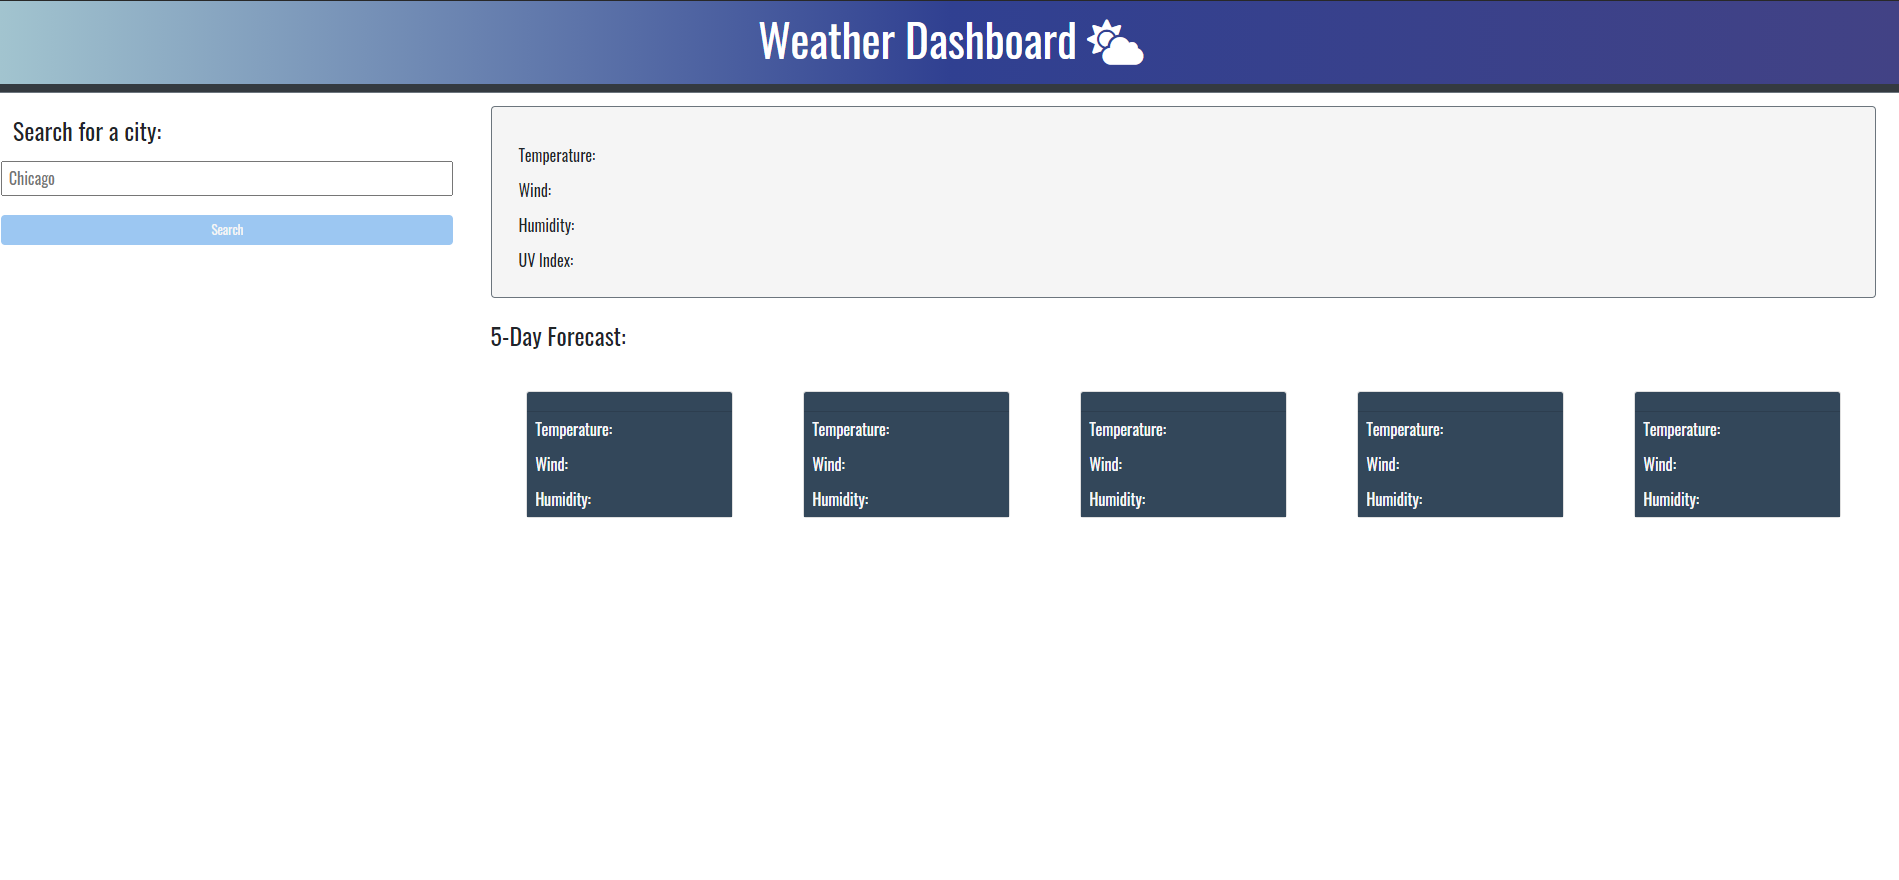 Weather Dashboard
Search for a city:
Chicago
Search
Temperature:
Wind:
Humidity:
UV Index:
5-Day Forecast:
Temperature:
Wind:
Humidity:
Temperature:
Wind:
Humidity:
Temperature:
Wind:
Humidity:
Temperature:
Wind:
Humidity:
Temperature:
Wind:
Humidity: